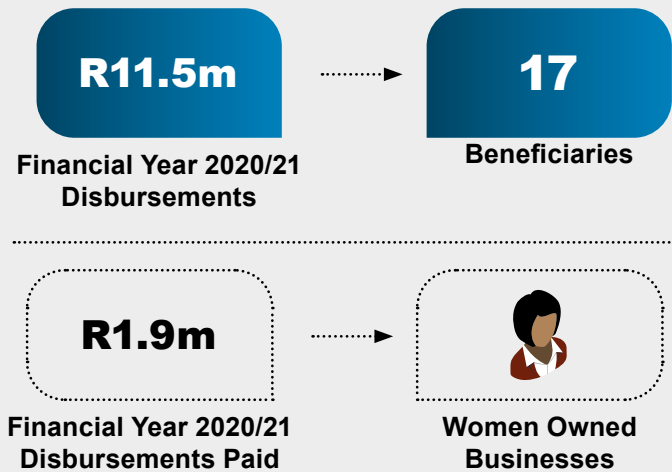 R11.5m
17
Financial Year 2020/21
Disbursements
Beneficiaries
R1.9m
Financial Year 2020/21
Disbursements Paid
Women Owned
Businesses